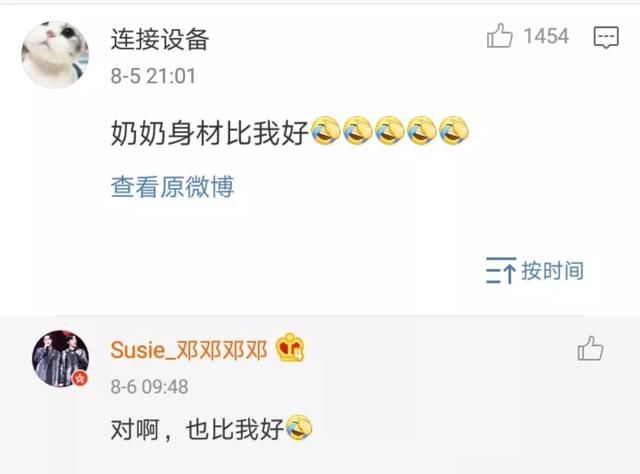 连接设备
1454
8-5 21:01
奶奶身材比我好
查看原微博
按时间
Susie_邓邓邓邓
4
8-6 09:48
对啊，也比我好